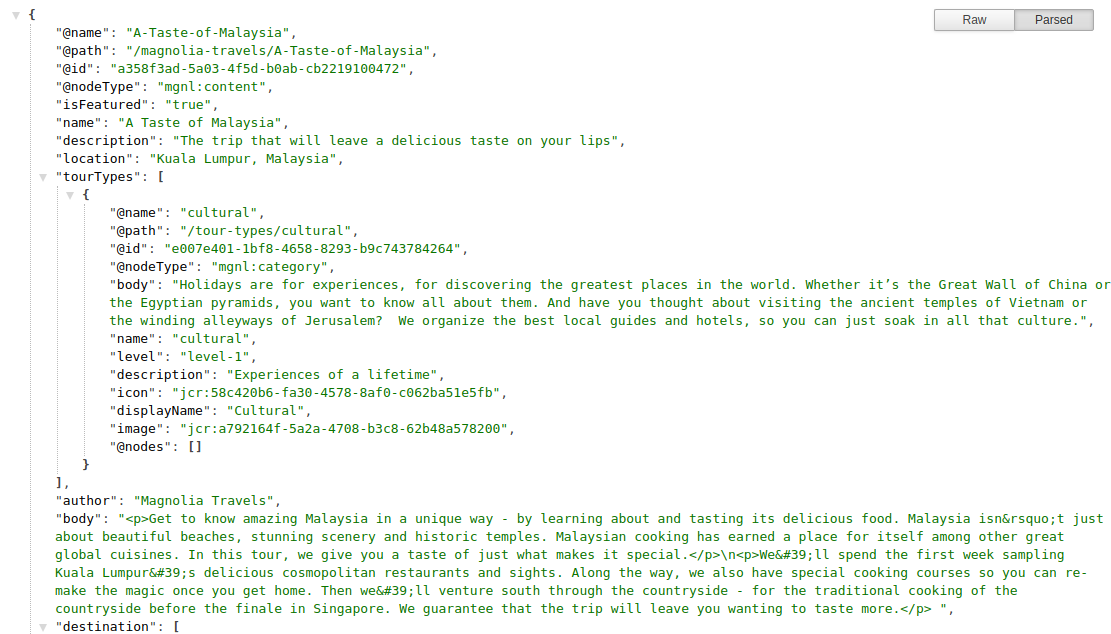 {
Raw Parsed
"@name": "A-Taste-of-Malaysia",
"@path": "/magnolia-travels/A-Taste-of-Malaysia",
"@id": "a358f3ad-5a03-4f5d-b0ab-cb2219100472",
"@nodeType": "mgnl:content",
"isFeatured": "true",
"name": "A Taste of Malaysia",
"description": "The trip that will leave a delicious taste on your lips",
"location": "Kuala Lumpur, Malaysia",
"tourTypes": [
{
"@name": "cultural",
"@path": "/tour-types/cultural",
"@id": "e007e401-1bf8-4658-8293-b9c743784264",
"@nodeType": "mgnl:category",
"body": "Holidays are for experiences, for discovering the greatest places in the world. Whether it’s the Great Wall of China or
the Egyptian pyramids, you want to know all about them. And have you thought about visiting the ancient temples of Vietnam or
the winding alleyways of Jerusalem?  We organize the best local guides and hotels, so you can just soak in all that culture.",
"name": "cultural",
"level": "level-1",
"description": "Experiences of a lifetime",
"icon": "jcr:58c420b6-fa30-4578-8af0-c062ba51e5fb",
"displayName": "Cultural",
"image": "jcr:a792164f-5a2a-4708-b3c8-62b48a578200",
"@nodes": []
}
],
"author": "Magnolia Travels",
"body": "<p>Get to know amazing Malaysia in a unique way - by learning about and tasting its delicious food. Malaysia isn&rsquo;t just
about beautiful beaches, stunning scenery and historic temples. Malaysian cooking has earned a place for itself among other great
global cuisines. In this tour, we give you a taste of just what makes it special.</p>\n<p>We&#39;ll spend the first week sampling
Kuala Lumpur&#39;s delicious cosmopolitan restaurants and sights. Along the way, we also have special cooking courses so you can re-
make the magic once you get home. Then we&#39;ll venture south through the countryside - for the traditional cooking of the
countryside before the finale in Singapore. We guarantee that the trip will leave you wanting to taste more.</p> ",
"destination": [